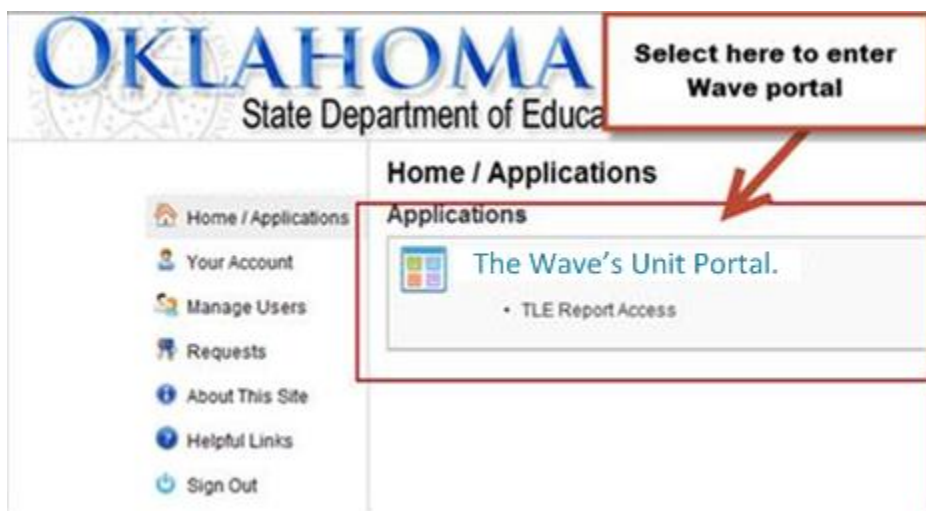 OKLAHOMA
State Department of Educa
Select here to enter
Wave portal
Home / Applications
Your Account
Manage Users
Requests
About This Site
Helpful Links
Sign Out
Home / Applications
Applications
The Wave's Unit Portal.
• TLE Report Access